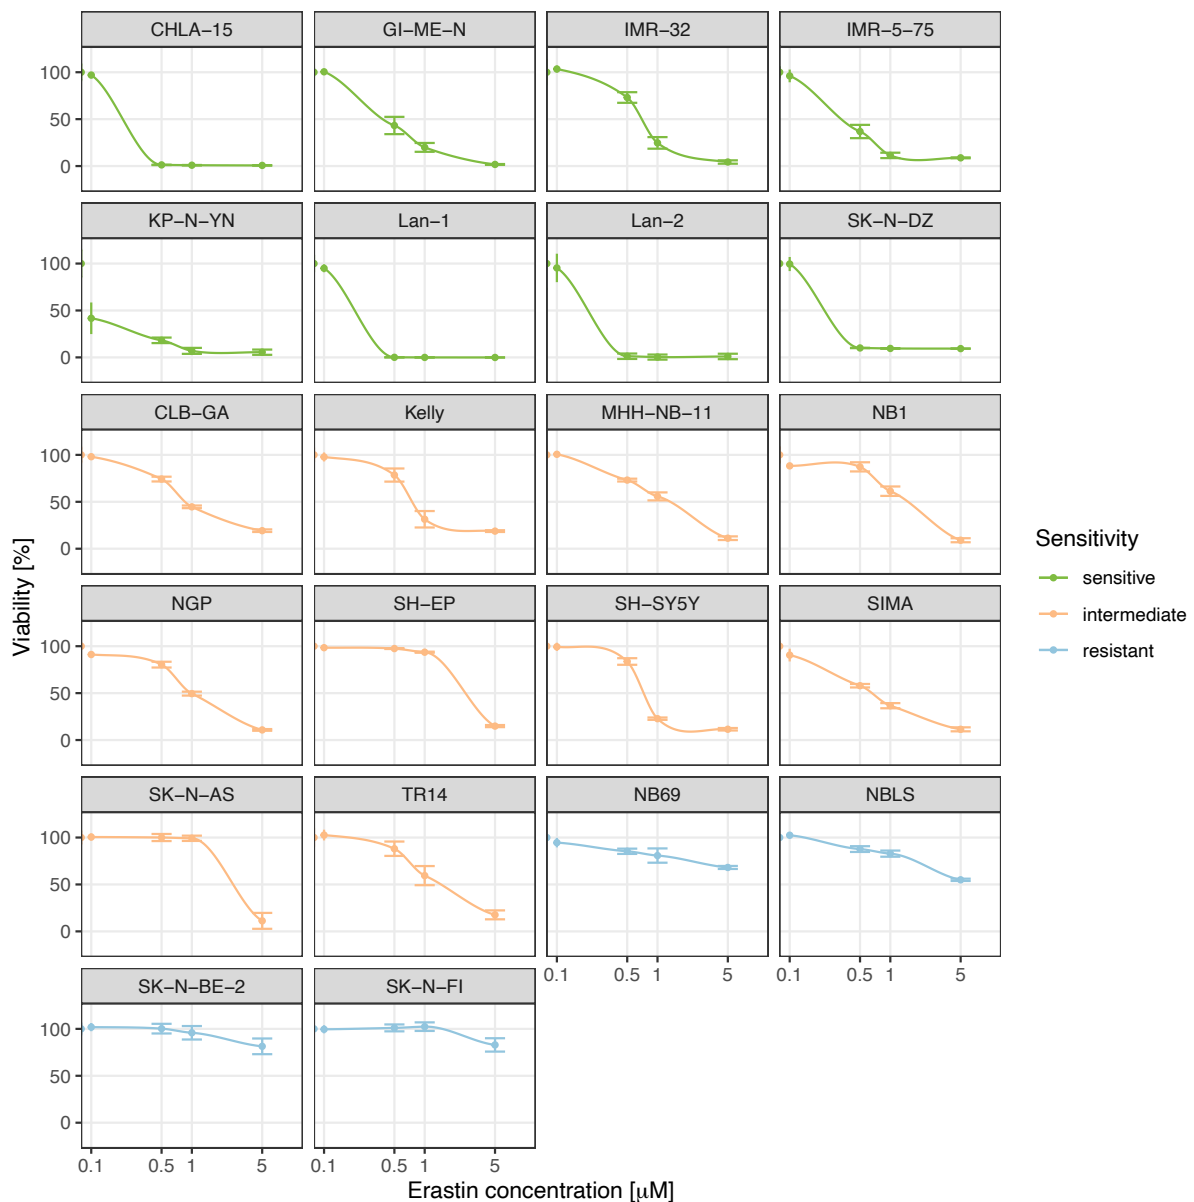 CHLA−15 GI−ME−N IMR−32 IMR−5−75
100
50
0
KP−N−YN Lan−1 Lan−2 SK−N−DZ
100
50
0
CLB−GA Kelly MHH−NB−11 NB1
100
50
0
NGP SH−EP SH−SY5Y SIMA
100
50
0
SK−N−AS TR14 NB69 NBLS
100
50
0
0.1 0.5 1 5 0.1 0.5 1 5
SK−N−BE−2 SK−N−FI
100
50
0
0.1 0.5 1 5 0.1 0.5 1 5
Erastin concentration [μM]
Viability [%]
Sensitivity
sensitive
intermediate
resistant